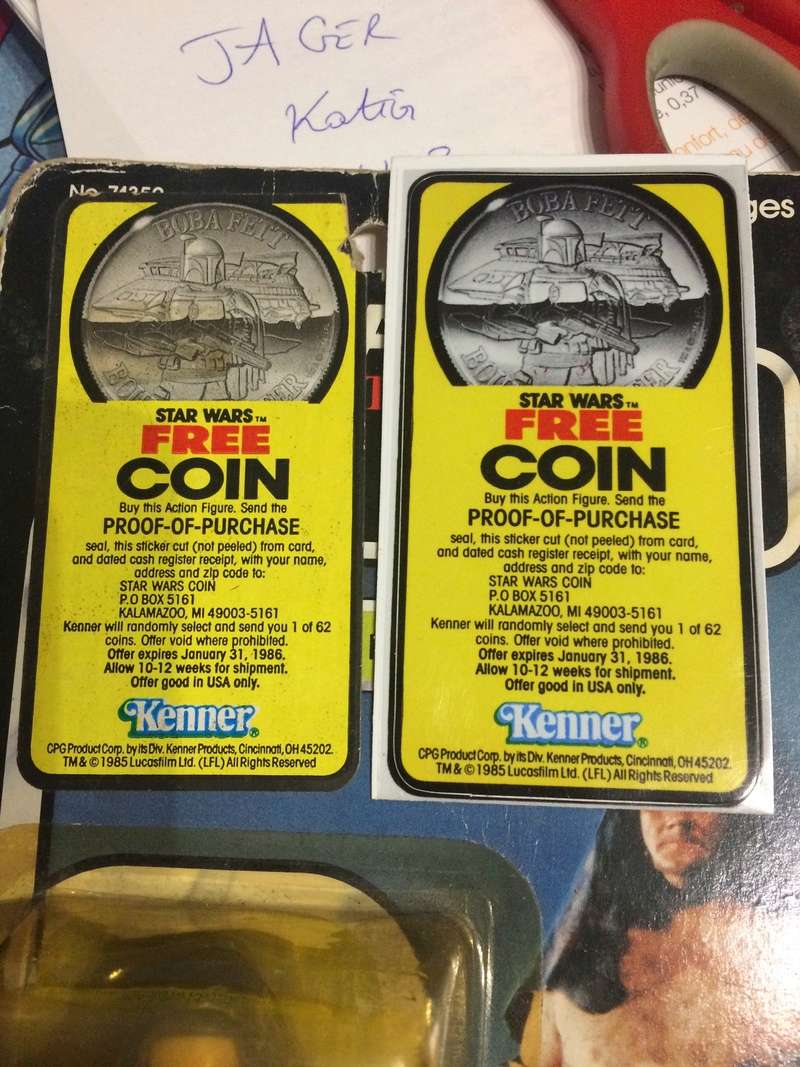 JAGER
Katia
No. 74350
ges
, 0,37
onfort, de
BOBA FETT
STAR WARS™
FREE
COIN
Buy this Action Figure. Send the
PROOF-OF-PURCHASE
seal, this sticker cut (not peeled) from card,
and dated cash register receipt, with your name,
address and zip code to:
STAR WARS COIN
P.O BOX 5161
KALAMAZOO, MI 49003-5161
Kenner will randomly select and send you 1 of 62
coins. Offer void where prohibited.
Offer expires January 31, 1986.
Allow 10-12 weeks for shipment.
Offer good in USA only.
Kenner®
CPG Product Corp. by its Div. Kenner Products, Cincinnati, OH 45202.
TM & © 1985 Lucasfilm Ltd. (LFL) All Rights Reserved
BOBA FETT
STAR WARS™
FREE
COIN
Buy this Action Figure. Send the
PROOF-OF-PURCHASE
seal, this sticker cut (not peeled) from card,
and dated cash register receipt, with your name,
address and zip code to:
STAR WARS COIN
P.O BOX 5161
KALAMAZOO, MI 49003-5161
Kenner will randomly select and send you 1 of 62
coins. Offer void where prohibited.
Offer expires January 31, 1986.
Allow 10-12 weeks for shipment.
Offer good in USA only.
Kenner®
CPG Product Corp. by its Div. Kenner Products, Cincinnati, OH 45202.
TM & © 1985 Lucasfilm Ltd. (LFL) All Rights Reserved